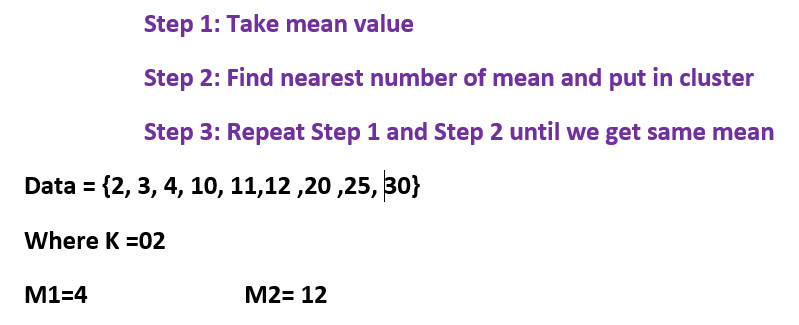 Step 1: Take mean value
Step 2: Find nearest number of mean and put in cluster
Step 3: Repeat Step 1 and Step 2 until we get same mean
Data = {2, 3, 4, 10, 11,12 ,20 ,25, 30}
Where K =02
M1=4 M2= 12